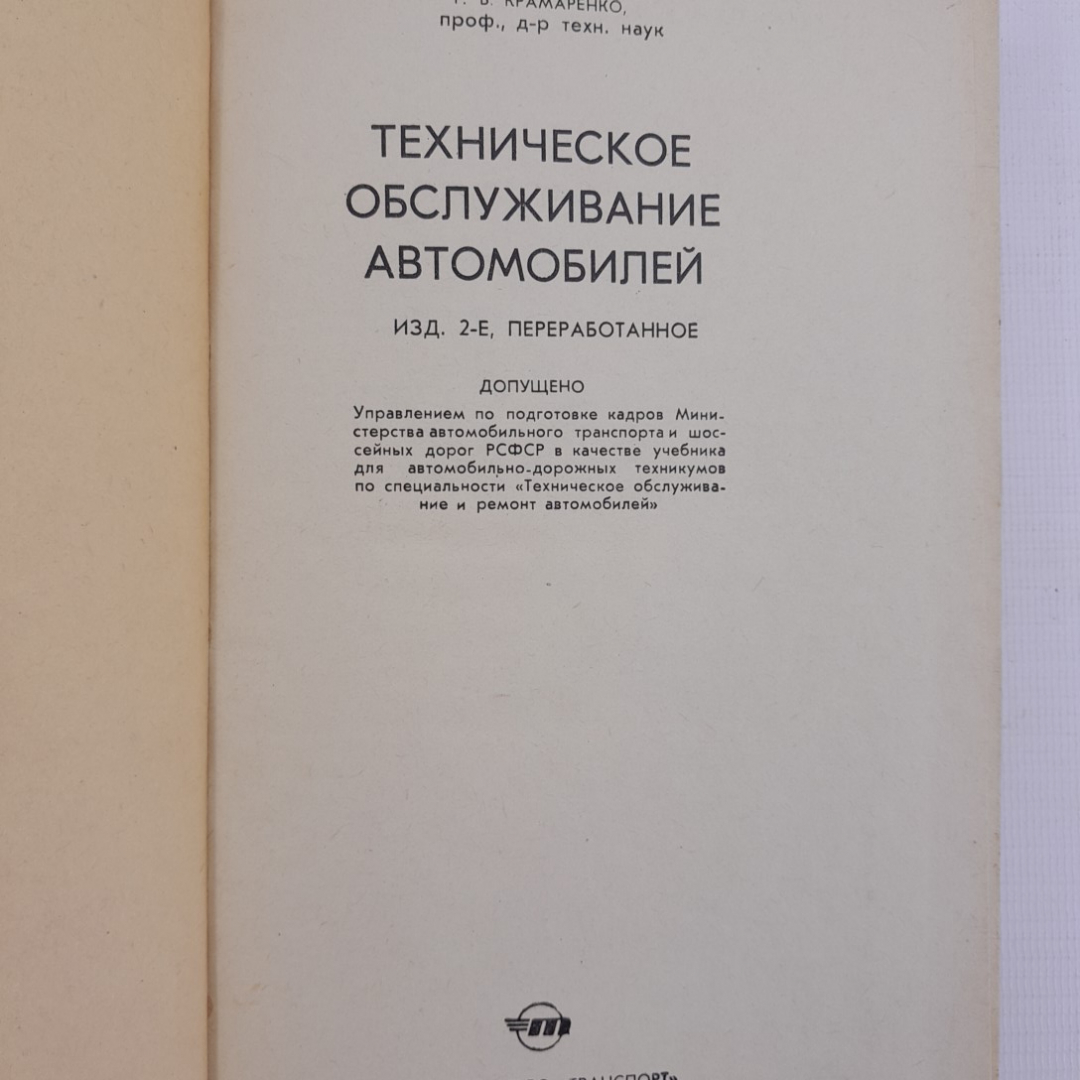 Г. В. КРАМАРЕНКО,
проф., д-р техн. наук
ТЕХНИЧЕСКОЕ
ОБСЛУЖИВАНИЕ
АВТОМОБИЛЕЙ
ИЗД. 2-Е, ПЕРЕРАБОТАННОЕ
ДОПУЩЕНО
Управлением по подготовке кадров Мини-
стерства автомобильного транспорта и шос-
сейных дорог РСФСР в качестве учебника
для автомобильно-дорожных техникумов
по специальности «Техническое обслужива-
ние и ремонт автомобилей»
«ТРАНСПОРТ»